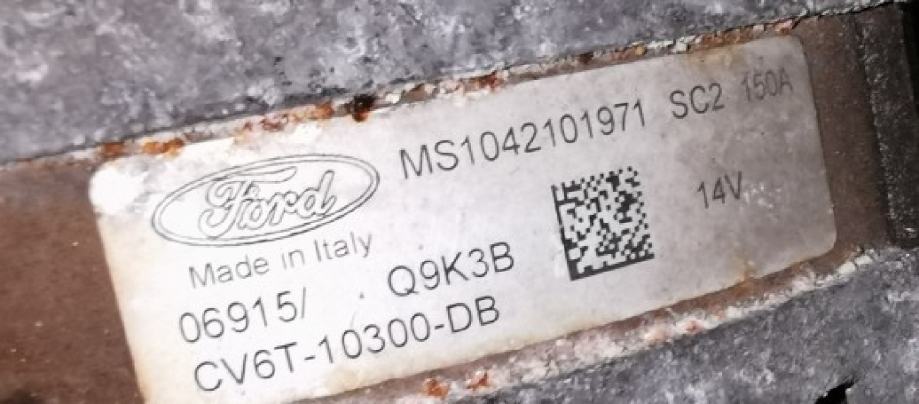 MS1042101971 SC2 150A
Ford
14V
Made in Italy
06915/ Q9K3B
CV6T-10300-DB